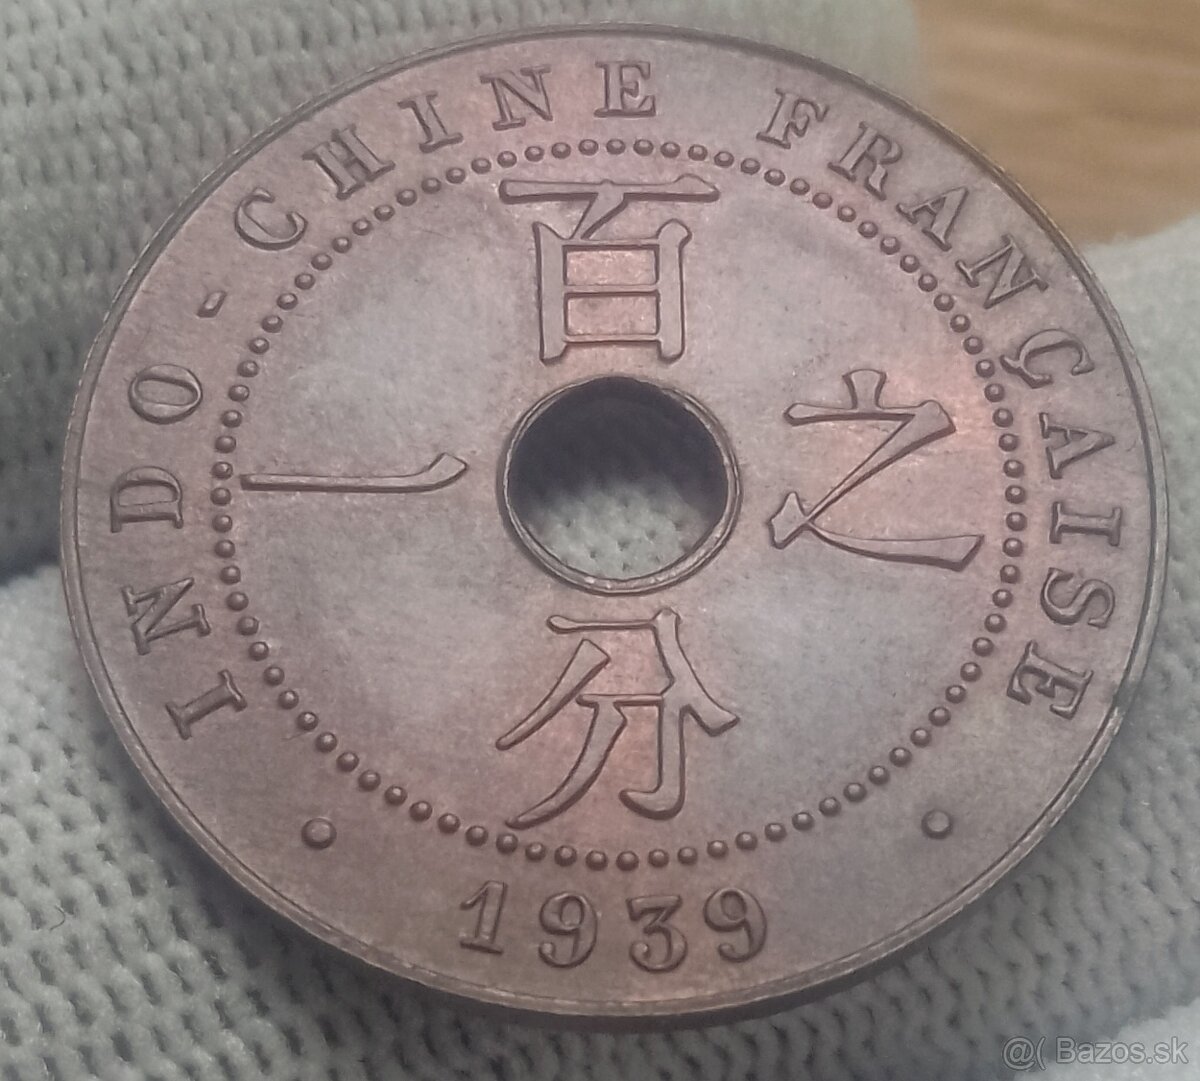 INDO-CHINE FRANÇAISE
百
之
分
一
1939
@( Bazos.sk